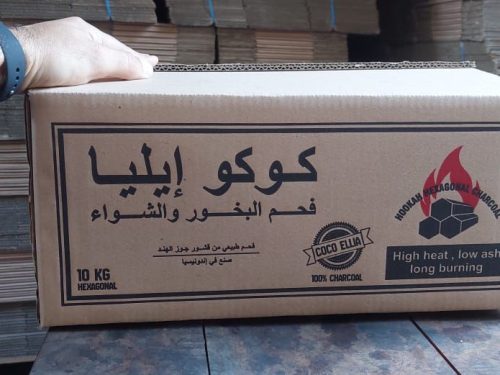 كوكو إيليا
فحم البخور والشواء
فحم طبيعي من قشور جوز الهند
صنع في إندونيسيا
10 KG
HEXAGONAL
COCO ELLIA
100% CHARCOAL
HOOKAH HEXAGONAL CHARCOAL
High heat , low ash
long burning